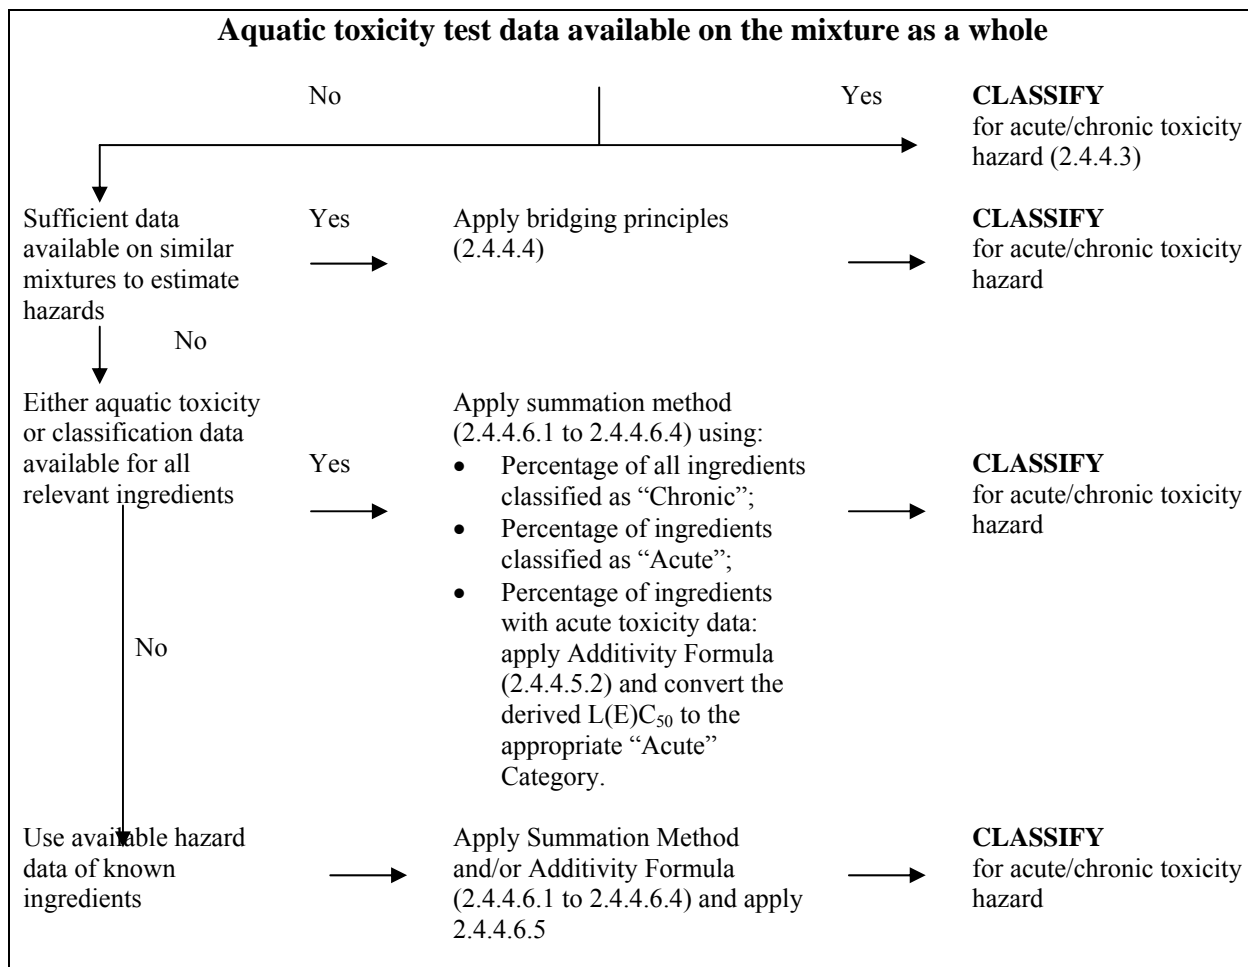 Aquatic toxicity test data available on the mixture as a whole
No
Yes
CLASSIFY
for acute/chronic toxicity
hazard (2.4.4.3)
Sufficient data
available on similar
mixtures to estimate
hazards
Yes
Apply bridging principles
(2.4.4.4)
CLASSIFY
for acute/chronic toxicity
hazard
No
Either aquatic toxicity
or classification data
available for all
relevant ingredients
Yes
Apply summation method
(2.4.4.6.1 to 2.4.4.6.4) using:
• Percentage of all ingredients
classified as “Chronic”;
• Percentage of ingredients
classified as “Acute”;
• Percentage of ingredients
with acute toxicity data:
apply Additivity Formula
(2.4.4.5.2) and convert the
derived L(E)C₅₀ to the
appropriate “Acute”
Category.
CLASSIFY
for acute/chronic toxicity
hazard
No
Use available hazard
data of known
ingredients
Apply Summation Method
and/or Additivity Formula
(2.4.4.6.1 to 2.4.4.6.4) and apply
2.4.4.6.5
CLASSIFY
for acute/chronic toxicity
hazard